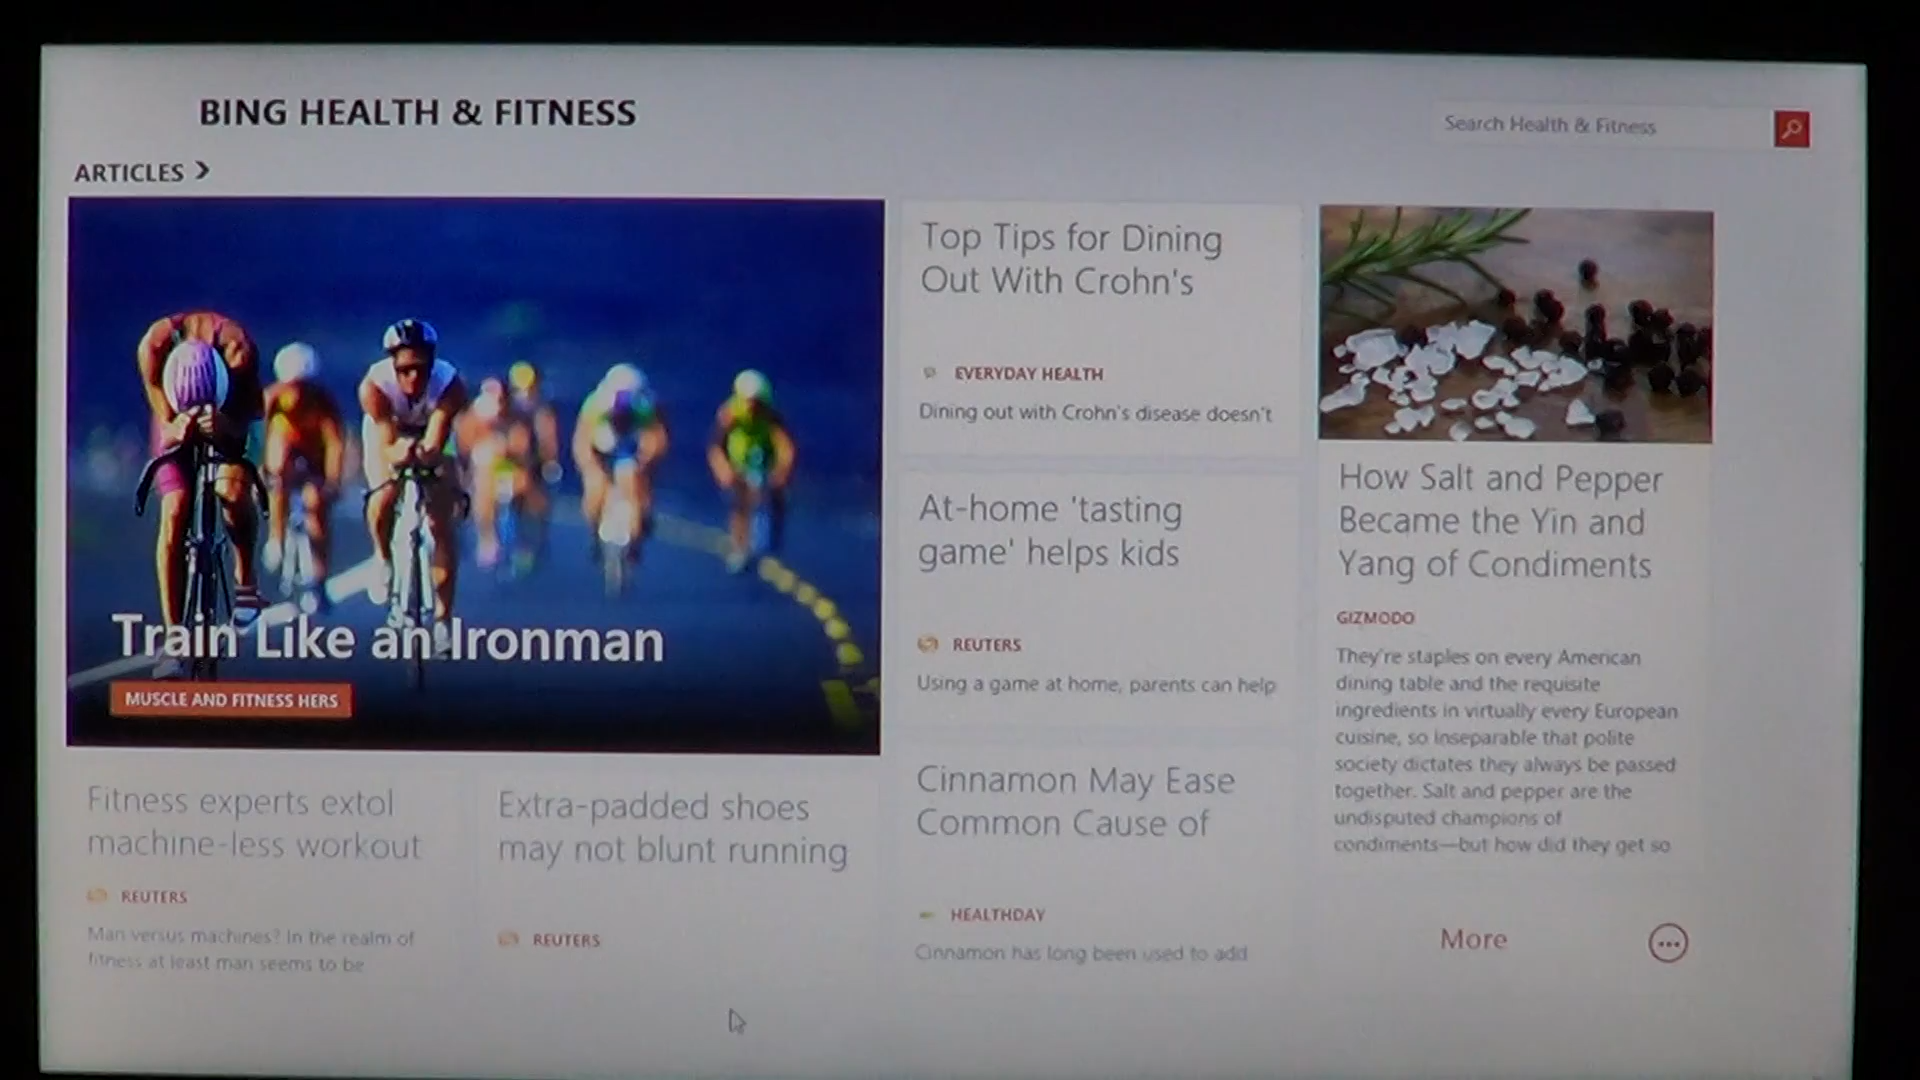 BING HEALTH & FITNESS
Search Health & Fitness
ARTICLES
Train Like an Ironman
MUSCLE AND FITNESS HERS
Fitness experts extol
machine-less workout
REUTERS
Man versus machines? In the realm of
fitness at least man seems to be
Extra-padded shoes
may not blunt running
REUTERS
Top Tips for Dining
Out With Crohn's
EVERYDAY HEALTH
Dining out with Crohn's disease doesn't
At-home 'tasting
game' helps kids
REUTERS
Using a game at home, parents can help
Cinnamon May Ease
Common Cause of
HEALTHDAY
Cinnamon has long been used to add
How Salt and Pepper
Became the Yin and
Yang of Condiments
GIZMODO
They're staples on every American
dining table and the requisite
ingredients in virtually every European
cuisine, so inseparable that polite
society dictates they always be passed
together. Salt and pepper are the
undisputed champions of
condiments—but how did they get so
More